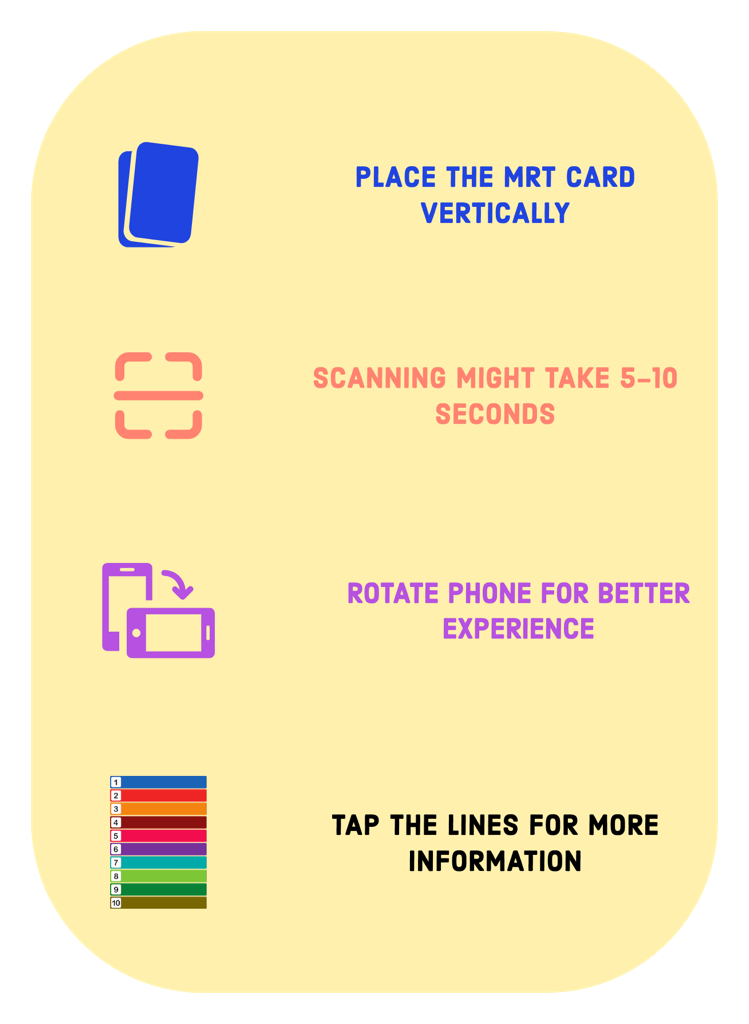 PLACE THE MRT CARD
VERTICALLY
SCANNING MIGHT TAKE 5-10
SECONDS
ROTATE PHONE FOR BETTER
EXPERIENCE
1
2
3
4
5
6
7
8
9
10
TAP THE LINES FOR MORE
INFORMATION